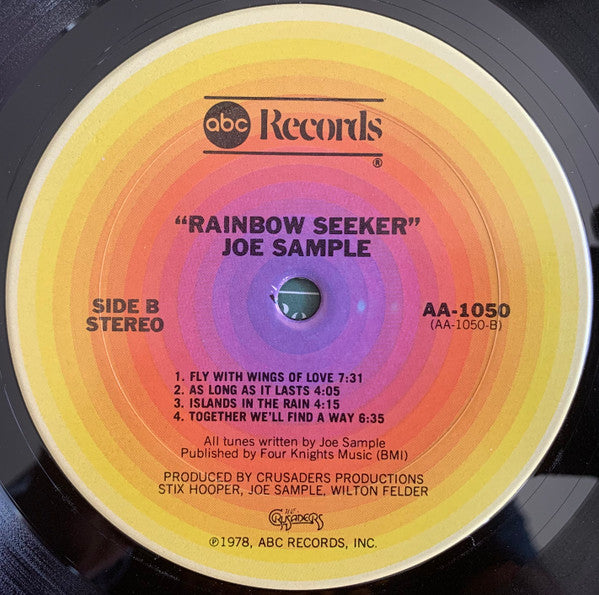 abc Records
®
"RAINBOW SEEKER"
JOE SAMPLE
SIDE B
STEREO
AA-1050
(AA-1050-B)
1. FLY WITH WINGS OF LOVE 7:31
2. AS LONG AS IT LASTS 4:05
3. ISLANDS IN THE RAIN 4:15
4. TOGETHER WE'LL FIND A WAY 6:35
All tunes written by Joe Sample
Published by Four Knights Music (BMI)
PRODUCED BY CRUSADERS PRODUCTIONS
STIX HOOPER, JOE SAMPLE, WILTON FELDER
THE
CRUSADERS
℗1978, ABC RECORDS, INC.